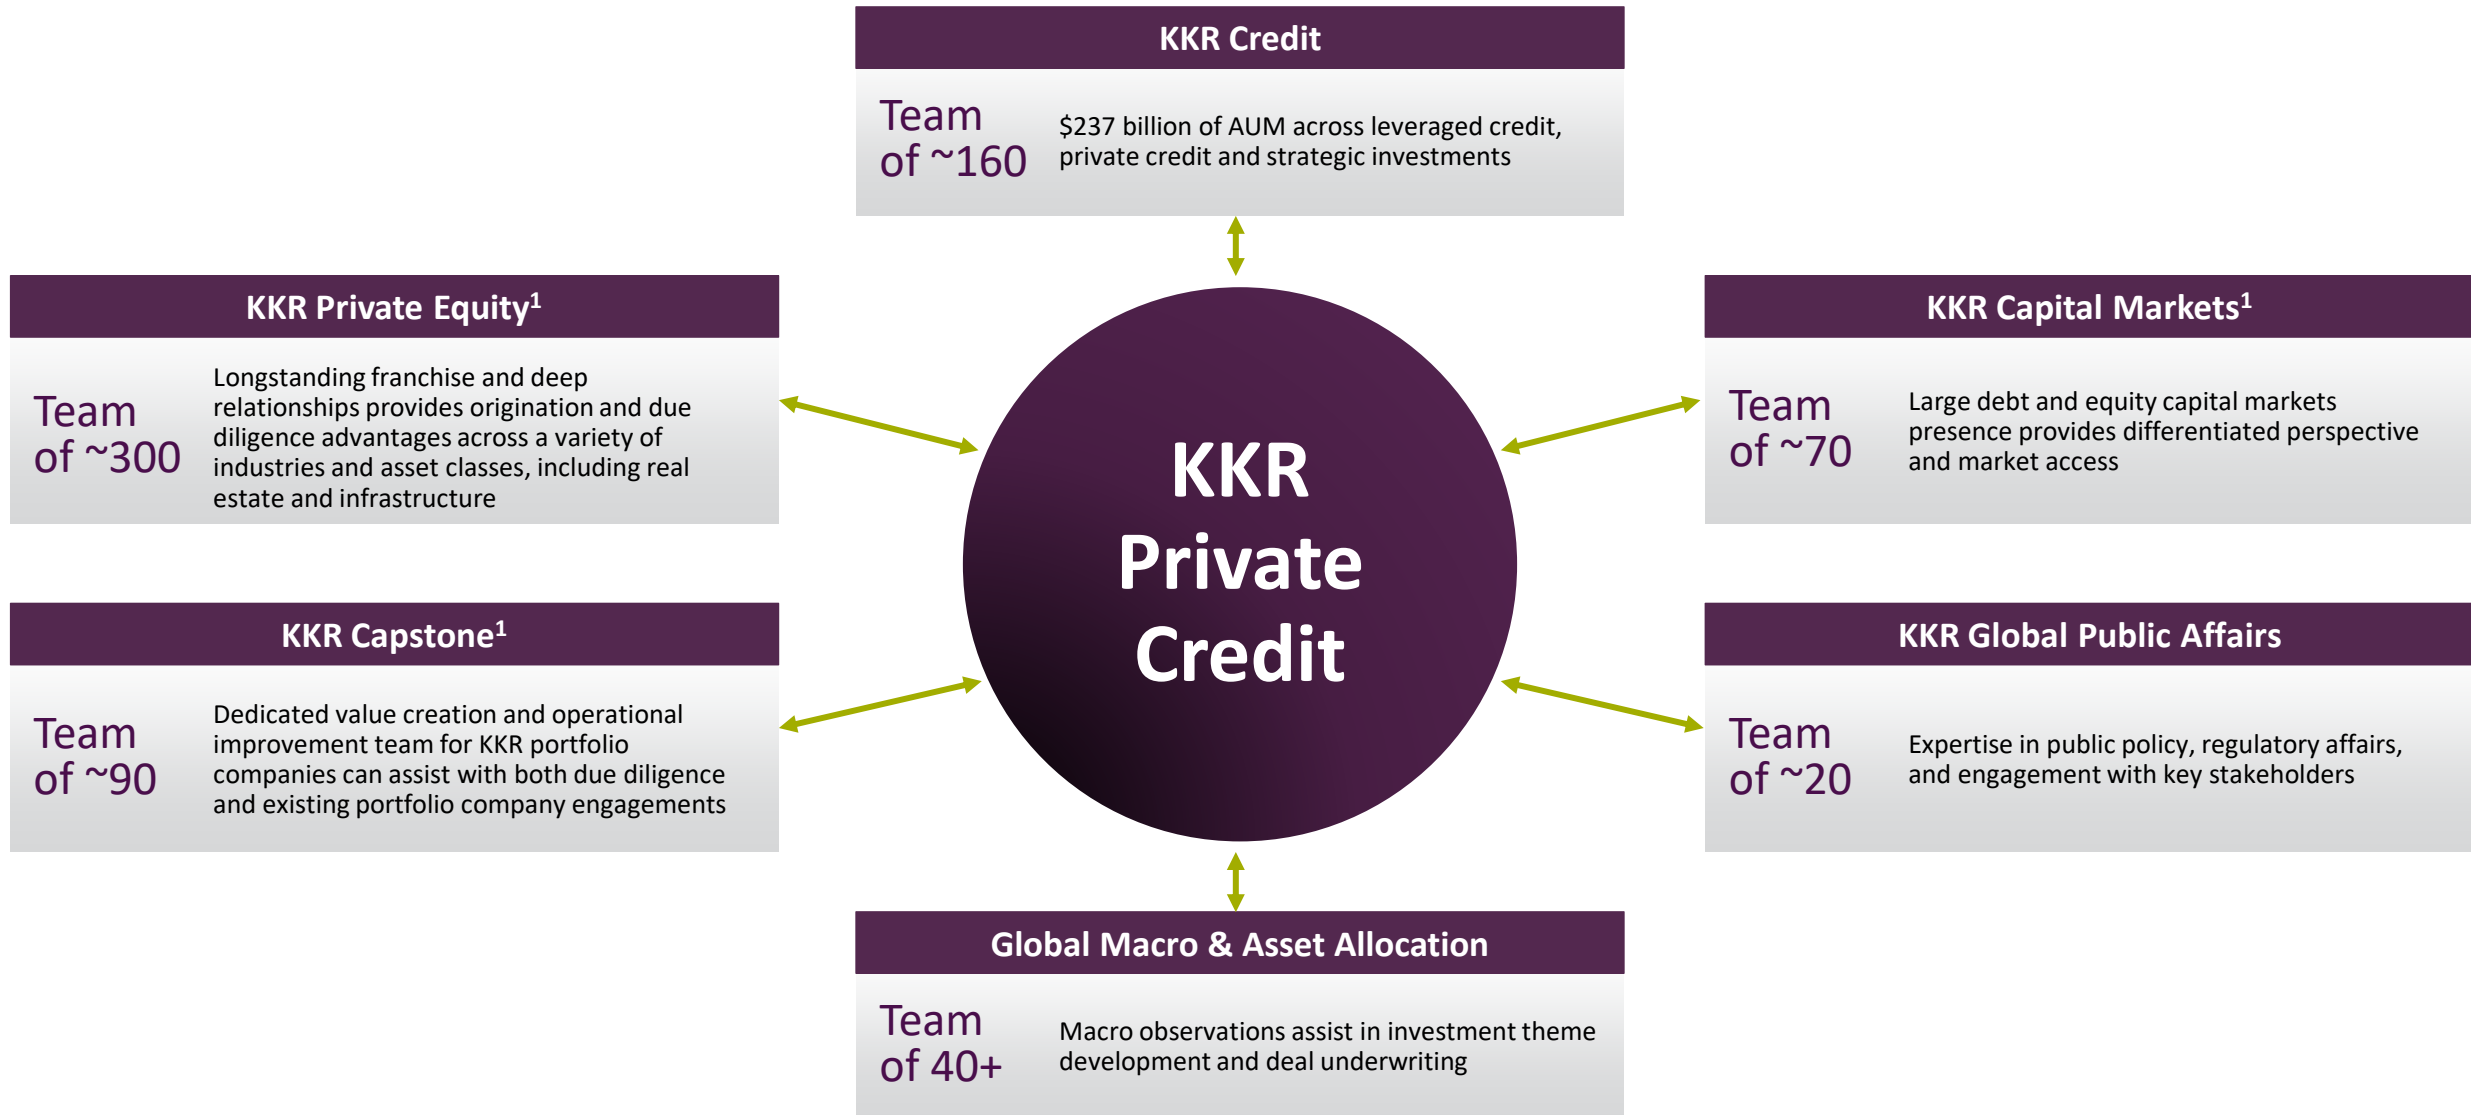 KKR Credit
Team
of ~160
$237 billion of AUM across leveraged credit,
private credit and strategic investments
KKR Private Equity¹
Team
of ~300
Longstanding franchise and deep
relationships provides origination and due
diligence advantages across a variety of
industries and asset classes, including real
estate and infrastructure
KKR Capital Markets¹
Team
of ~70
Large debt and equity capital markets
presence provides differentiated perspective
and market access
KKR
Private
Credit
KKR Capstone¹
Team
of ~90
Dedicated value creation and operational
improvement team for KKR portfolio
companies can assist with both due diligence
and existing portfolio company engagements
KKR Global Public Affairs
Team
of ~20
Expertise in public policy, regulatory affairs,
and engagement with key stakeholders
Global Macro & Asset Allocation
Team
of 40+
Macro observations assist in investment theme
development and deal underwriting